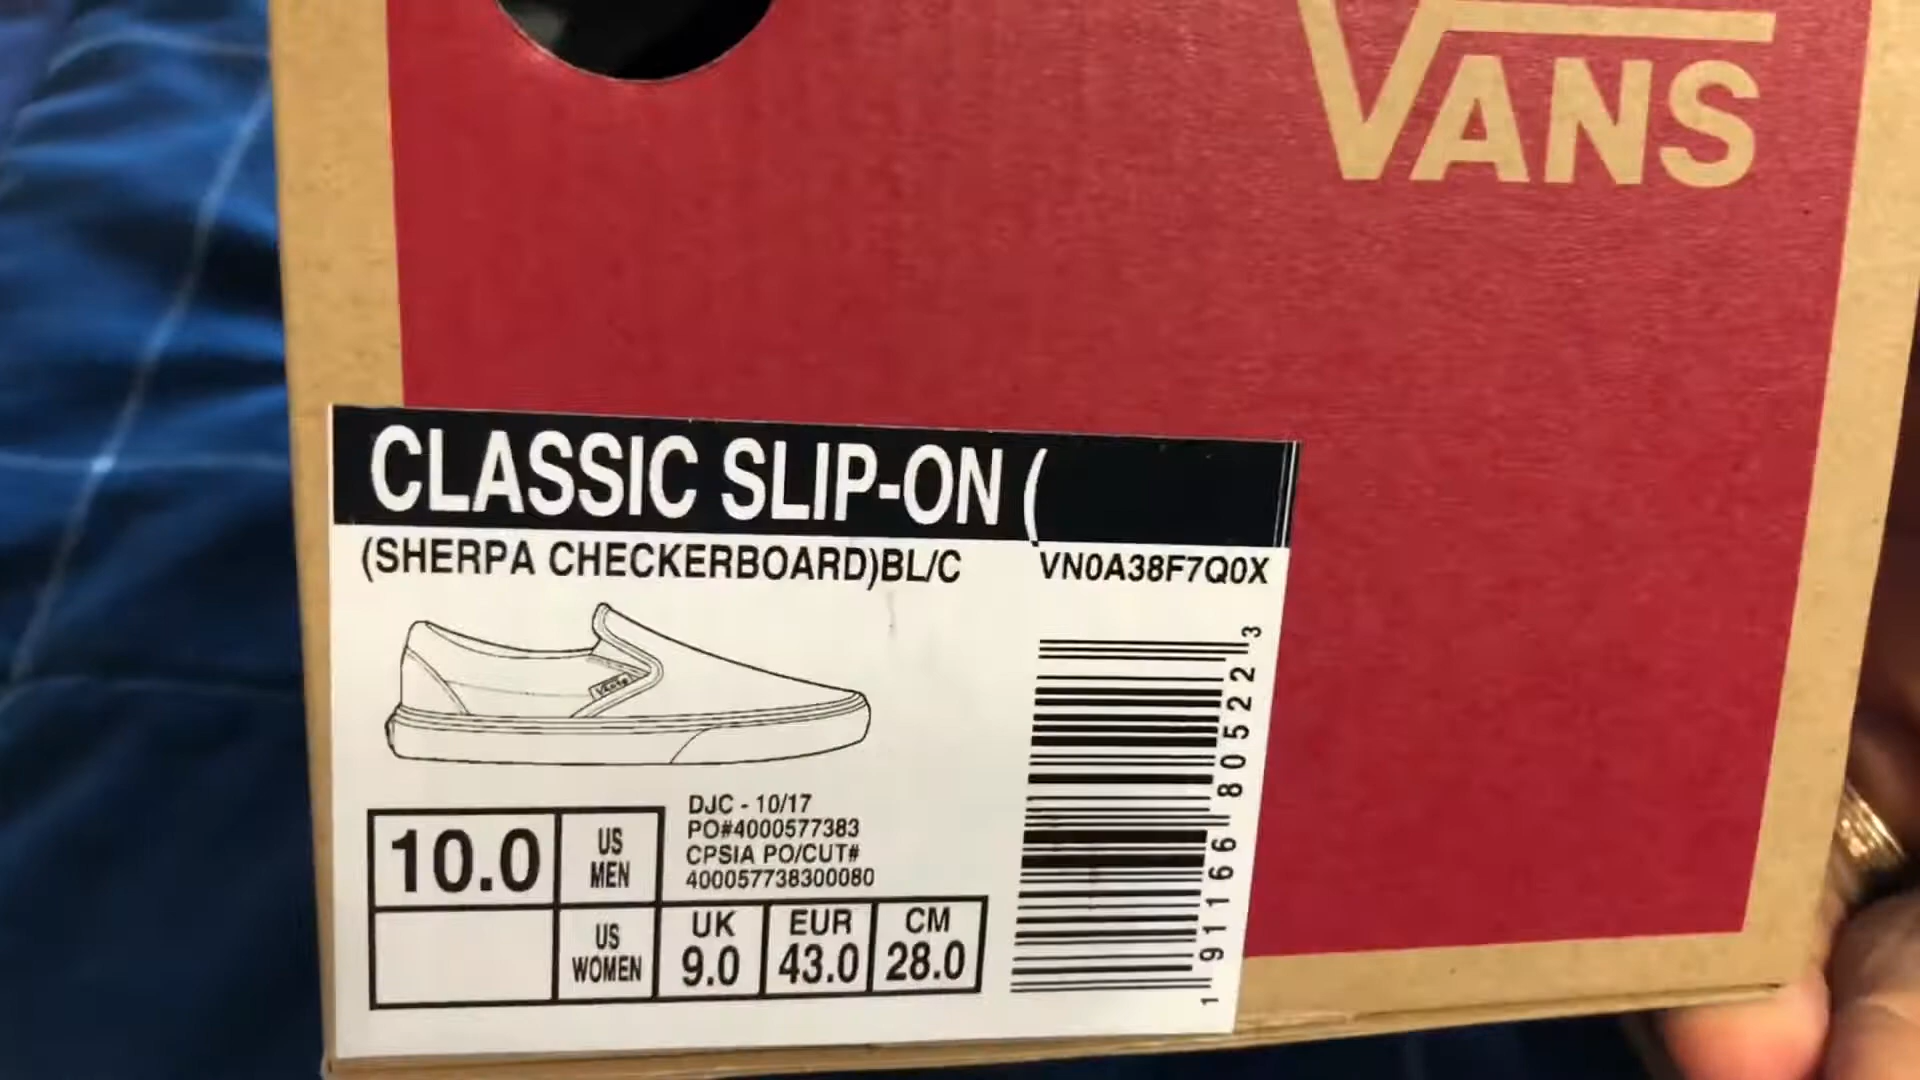 VANS
CLASSIC SLIP-ON (
(SHERPA CHECKERBOARD)BL/C VN0A38F7Q0X
Vans
DJC - 10/17
PO#4000577383
CPSIA PO/CUT#
400057738300080
10.0 US MEN
US WOMEN
UK 9.0
EUR 43.0
CM 28.0
1 91166 80522 3